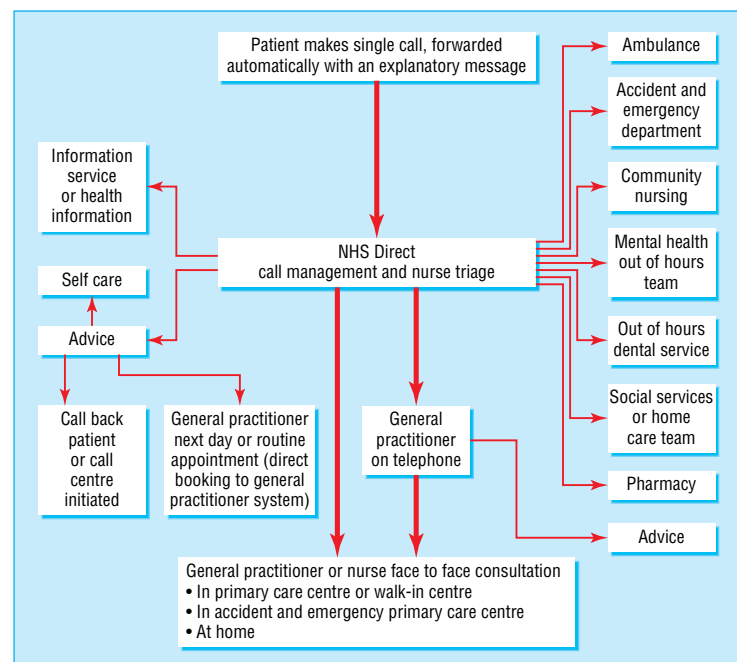 Patient makes single call, forwarded
automatically with an explanatory message
Ambulance
Accident and
emergency
department
Information
service
or health
information
Community
nursing
NHS Direct
call management and nurse triage
Mental health
out of hours
team
Self care
Advice
Out of hours
dental service
Call back
patient
or call
centre
initiated
General practitioner
next day or routine
appointment (direct
booking to general
practitioner system)
General
practitioner
on telephone
Social services
or home
care team
Pharmacy
Advice
General practitioner or nurse face to face consultation
• In primary care centre or walk-in centre
• In accident and emergency primary care centre
• At home